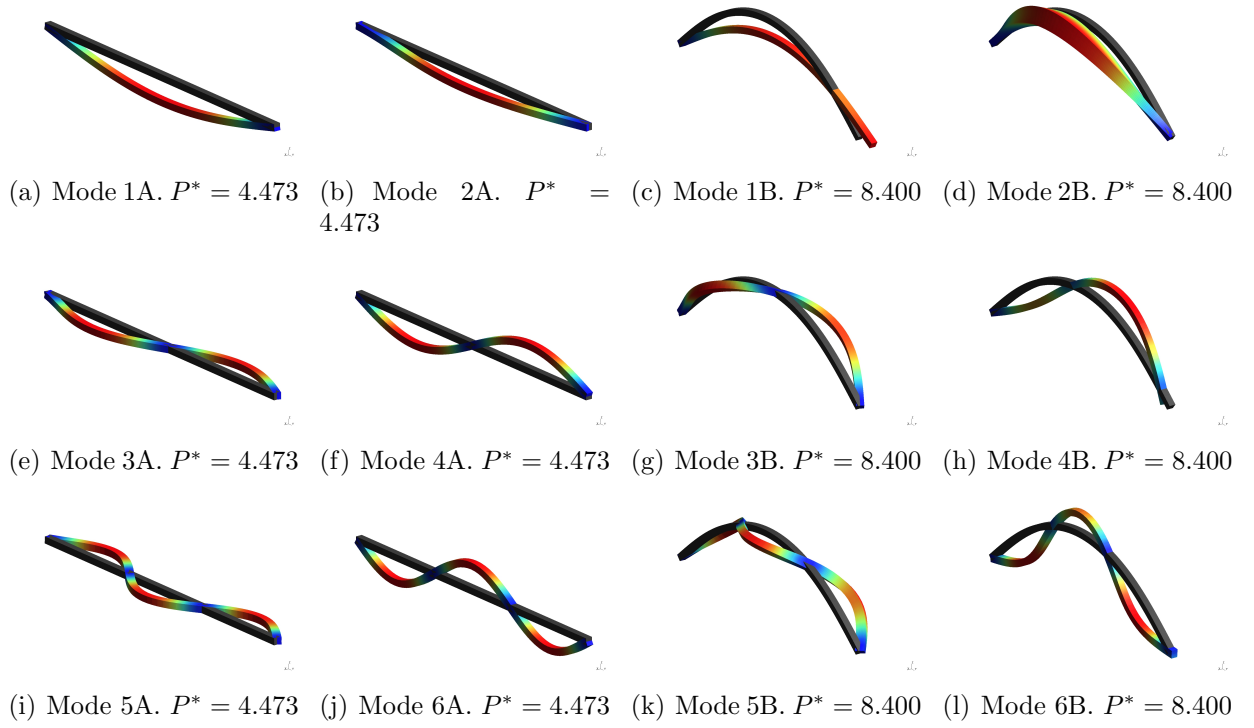 (a) Mode 1A. P* = 4.473
(b) Mode 2A. P* =
4.473
(c) Mode 1B. P* = 8.400
(d) Mode 2B. P* = 8.400
(e) Mode 3A. P* = 4.473
(f) Mode 4A. P* = 4.473
(g) Mode 3B. P* = 8.400
(h) Mode 4B. P* = 8.400
(i) Mode 5A. P* = 4.473
(j) Mode 6A. P* = 4.473
(k) Mode 5B. P* = 8.400
(l) Mode 6B. P* = 8.400